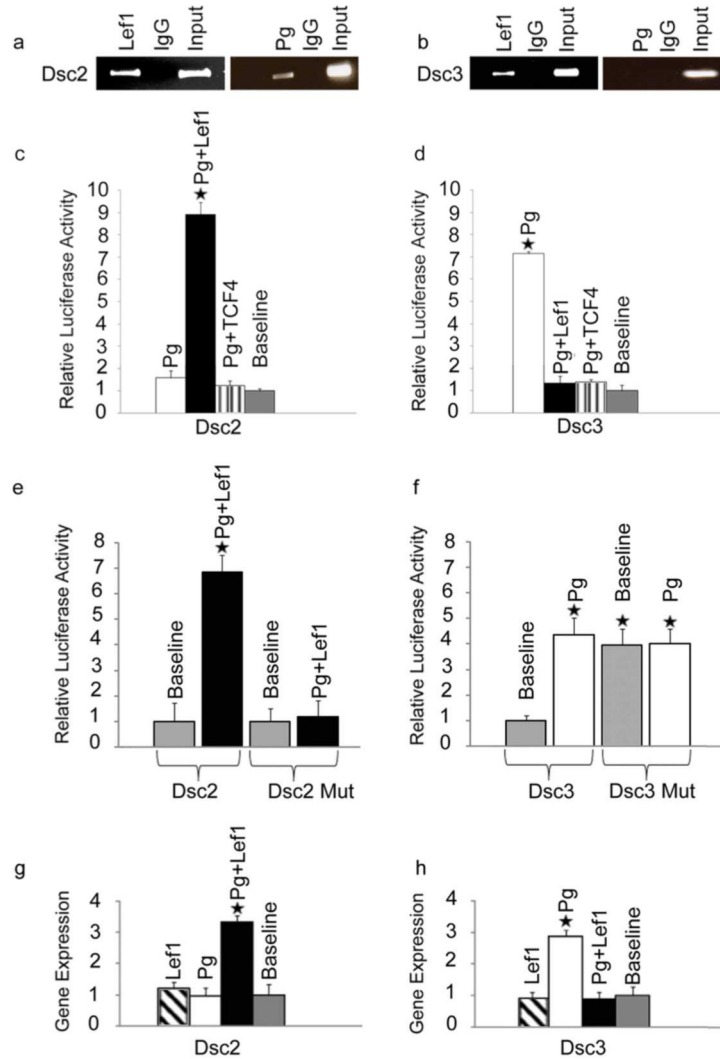 a
Lef1 IgG Input Pg IgG Input
Dsc2
b
Lef1 IgG Input Pg IgG Input
Dsc3
c
Relative Luciferase Activity
10
9
8
7
6
5
4
3
2
1
0
Pg
★ Pg+Lef1
Pg+TCF4
Baseline
Dsc2
d
Relative Luciferase Activity
10
9
8
7
6
5
4
3
2
1
0
★ Pg
Pg+Lef1
Pg+TCF4
Baseline
Dsc3
e
Relative Luciferase Activity
8
7
6
5
4
3
2
1
0
Baseline
★ Pg+Lef1
Baseline
Pg+Lef1
Dsc2 Dsc2 Mut
f
Relative Luciferase Activity
8
7
6
5
4
3
2
1
0
Baseline
★ Pg
★ Baseline
★ Pg
Dsc3 Dsc3 Mut
g
Gene Expression
4
3
2
1
0
Lef1
Pg
★ Pg+Lef1
Baseline
Dsc2
h
Gene Expression
4
3
2
1
0
Lef1
★ Pg
Pg+Lef1
Baseline
Dsc3